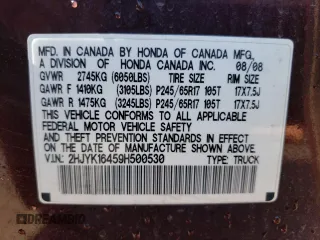 MFD. IN CANADA BY HONDA OF CANADA MFG.,
A DIVISION OF HONDA CANADA INC. 08/08
GVWR 2745KG (6050LBS) TIRE SIZE RIM SIZE
GAWR F 1410KG (3105LBS) P245/65R17 105T 17X7.5J
GAWR R 1475KG (3245LBS) P245/65R17 105T 17X7.5J
THIS VEHICLE CONFORMS TO ALL APPLICABLE
FEDERAL MOTOR VEHICLE SAFETY STANDARDS
IN EFFECT ON THE DATE OF MANUFACTURE
SHOWN ABOVE.
V.I.N: 2HJYK16459H500530 TYPE: TRUCK
DREAMBID